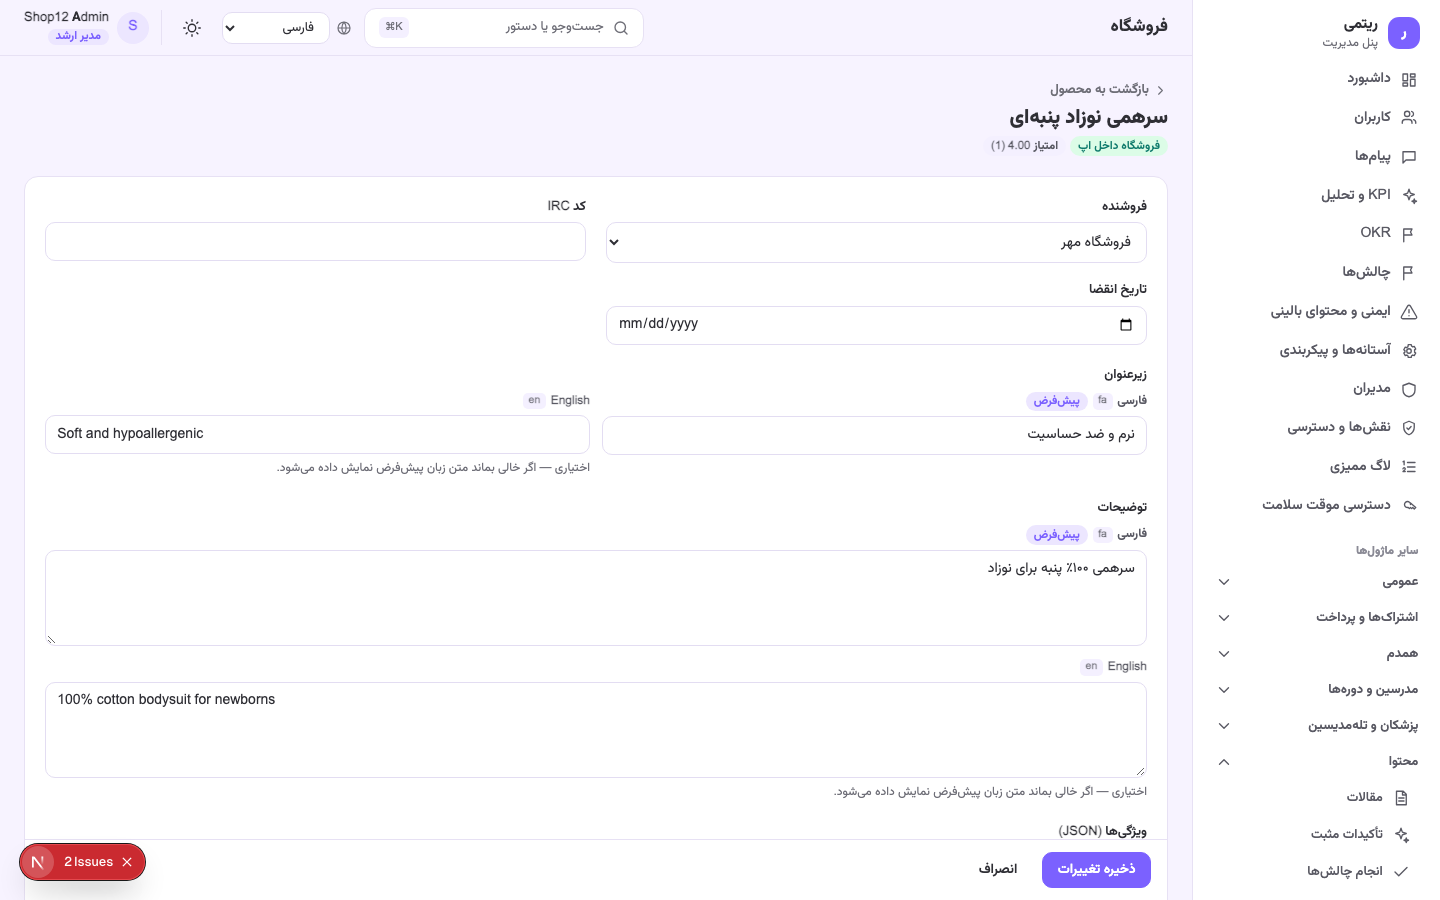 ریتمی
پنل مدیریت
ر
داشبورد
کاربران
پیام‌ها
KPI و تحلیل
OKR
چالش‌ها
ایمنی و محتوای بالینی
آستانه‌ها و پیکربندی
مدیران
نقش‌ها و دسترسی
لاگ ممیزی
دسترسی موقت سلامت
سایر ماژول‌ها
عمومی
اشتراک‌ها و پرداخت
همدم
مدرسین و دوره‌ها
پزشکان و تله‌مدیسین
محتوا
مقالات
تأکیدات مثبت
انجام چالش‌ها
فروشگاه
جست‌وجو یا دستور
⌘K
فارسی
S
Shop12 Admin
مدیر ارشد
بازگشت به محصول
سرهمی نوزاد پنبه‌ای
فروشگاه داخل اپ
امتیاز 4.00 (1)
فروشنده
فروشگاه مهر
کد IRC
تاریخ انقضا
mm/dd/yyyy
زیرعنوان
فارسی fa پیش‌فرض
نرم و ضد حساسیت
English en
Soft and hypoallergenic
اختیاری — اگر خالی بماند متن زبان پیش‌فرض نمایش داده می‌شود.
توضیحات
فارسی fa پیش‌فرض
سرهمی ۱۰۰٪ پنبه برای نوزاد
English en
100% cotton bodysuit for newborns
اختیاری — اگر خالی بماند متن زبان پیش‌فرض نمایش داده می‌شود.
ویژگی‌ها (JSON)
ذخیره تغییرات
انصراف
N 2 Issues